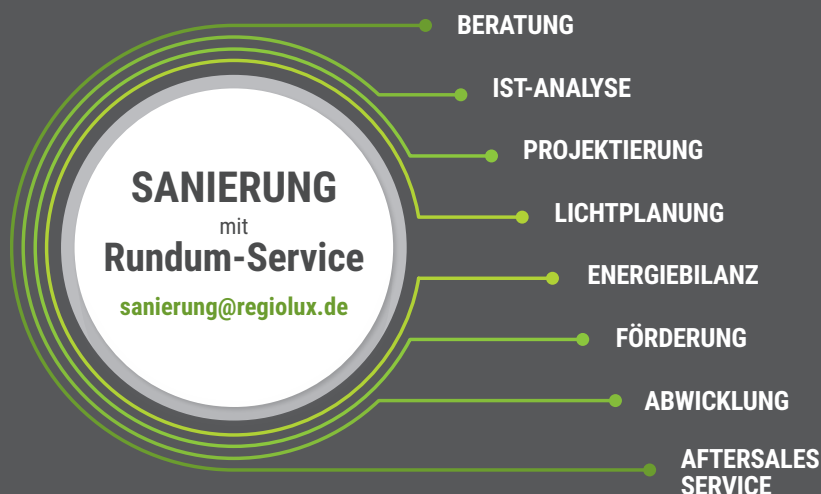 SANIERUNG
mit
Rundum-Service
sanierung@regiolux.de
BERATUNG
IST-ANALYSE
PROJEKTIERUNG
LICHTPLANUNG
ENERGIEBILANZ
FÖRDERUNG
ABWICKLUNG
AFTERSALES
SERVICE